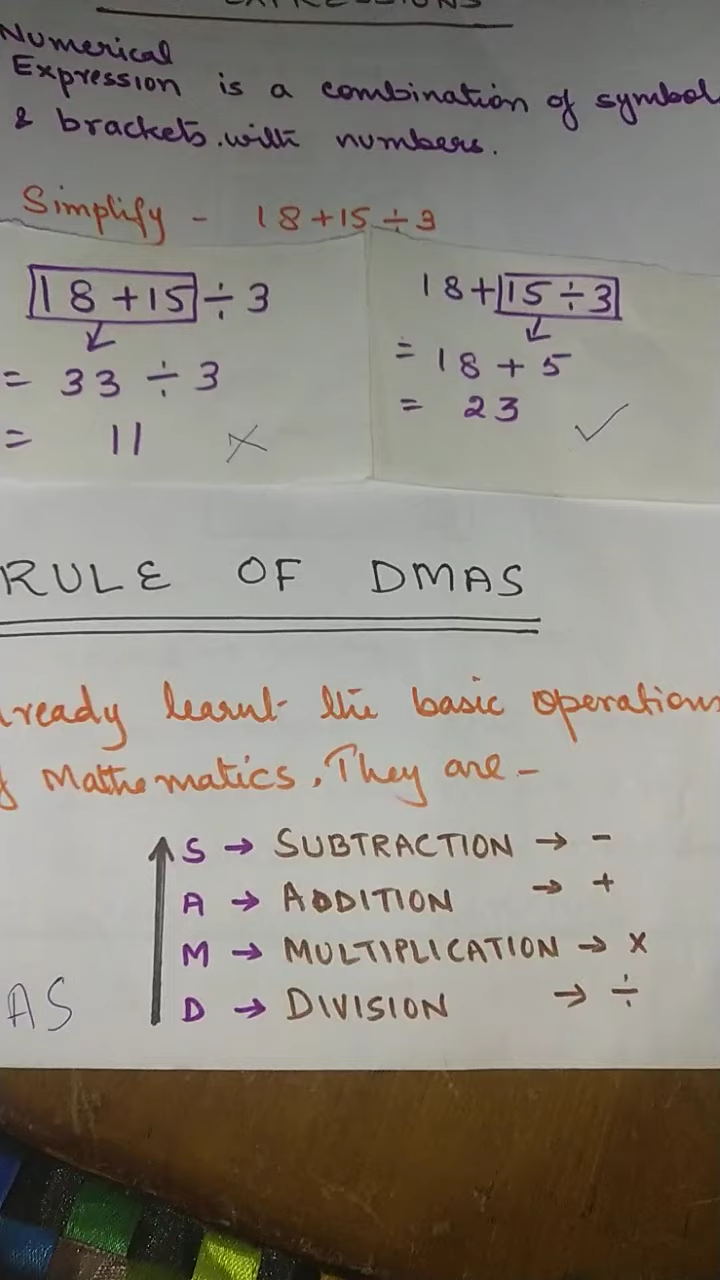 Numerical
Expression is a combination of symbol
& brackets with numbers.
Simplify - 18+15÷3
18+15÷3
= 33 ÷ 3
= 11 ×
18+15÷3
= 18 + 5
= 23 ✓
RULE OF DMAS
learnt the basic operations
Mathematics. They are -
S → SUBTRACTION → -
A → ADDITION → +
M → MULTIPLICATION → ×
D → DIVISION → ÷
AS